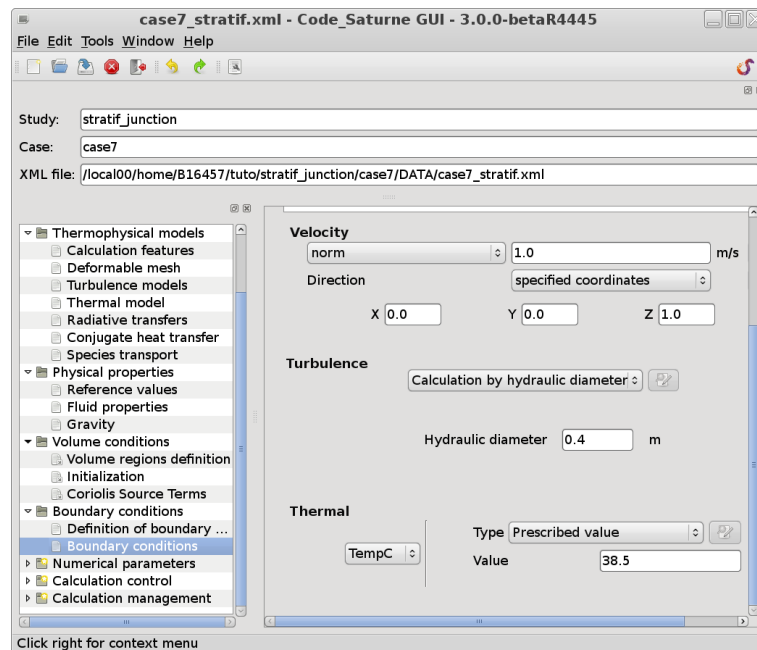 case7_stratif.xml - Code_Saturne GUI - 3.0.0-betaR4445
File Edit Tools Window Help
Study: stratif_junction
Case: case7
XML file: /local00/home/B16457/tuto/stratif_junction/case7/DATA/case7_stratif.xml
Thermophysical models
Calculation features
Deformable mesh
Turbulence models
Thermal model
Radiative transfers
Conjugate heat transfer
Species transport
Physical properties
Reference values
Fluid properties
Gravity
Volume conditions
Volume regions definition
Initialization
Coriolis Source Terms
Boundary conditions
Definition of boundary ...
Boundary conditions
Numerical parameters
Calculation control
Calculation management
Velocity
norm 1.0 m/s
Direction specified coordinates
X 0.0 Y 0.0 Z 1.0
Turbulence
Calculation by hydraulic diameter
Hydraulic diameter 0.4 m
Thermal
Type Prescribed value
TempC
Value 38.5
Click right for context menu